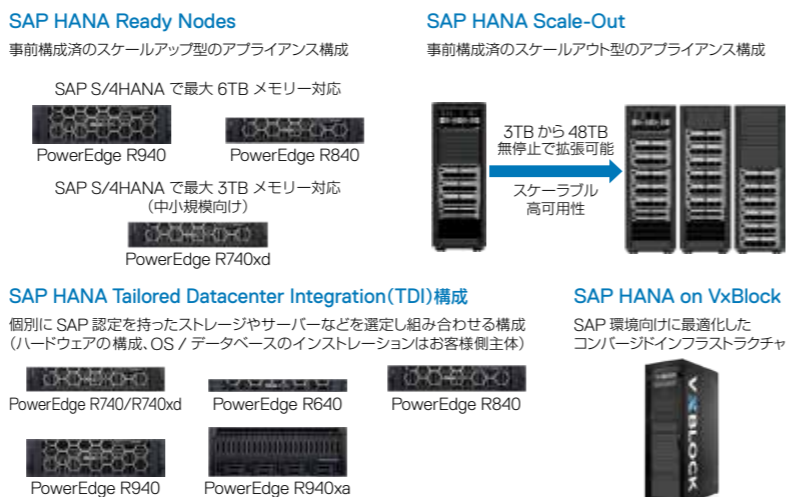 SAP HANA Ready Nodes
事前構成済のスケールアップ型のアプライアンス構成
SAP S/4HANA で最大 6TB メモリー対応
PowerEdge R940
PowerEdge R840
SAP S/4HANA で最大 3TB メモリー対応
（中小規模向け）
PowerEdge R740xd
SAP HANA Scale-Out
事前構成済のスケールアウト型のアプライアンス構成
3TB から 48TB
無停止で拡張可能
スケーラブル
高可用性
SAP HANA Tailored Datacenter Integration（TDI）構成
個別に SAP 認定を持ったストレージやサーバーなどを選定し組み合わせる構成
（ハードウェアの構成、OS / データベースのインストレーションはお客様側主体）
PowerEdge R740/R740xd
PowerEdge R640
PowerEdge R840
PowerEdge R940
PowerEdge R940xa
SAP HANA on VxBlock
SAP 環境向けに最適化した
コンバージドインフラストラクチャ
VXBLOCK